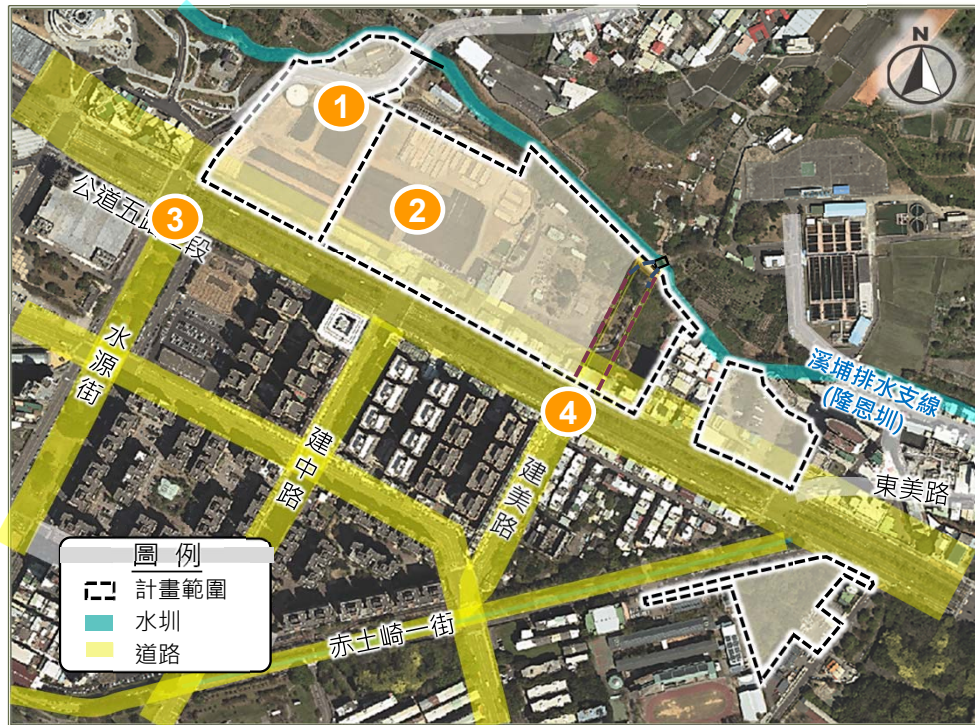 N
1
2
3
公道五路二段
4
水源街
建中路
建美路
溪埔排水支線
(隆恩圳)
東美路
赤土崎一街
圖例
計畫範圍
水圳
道路